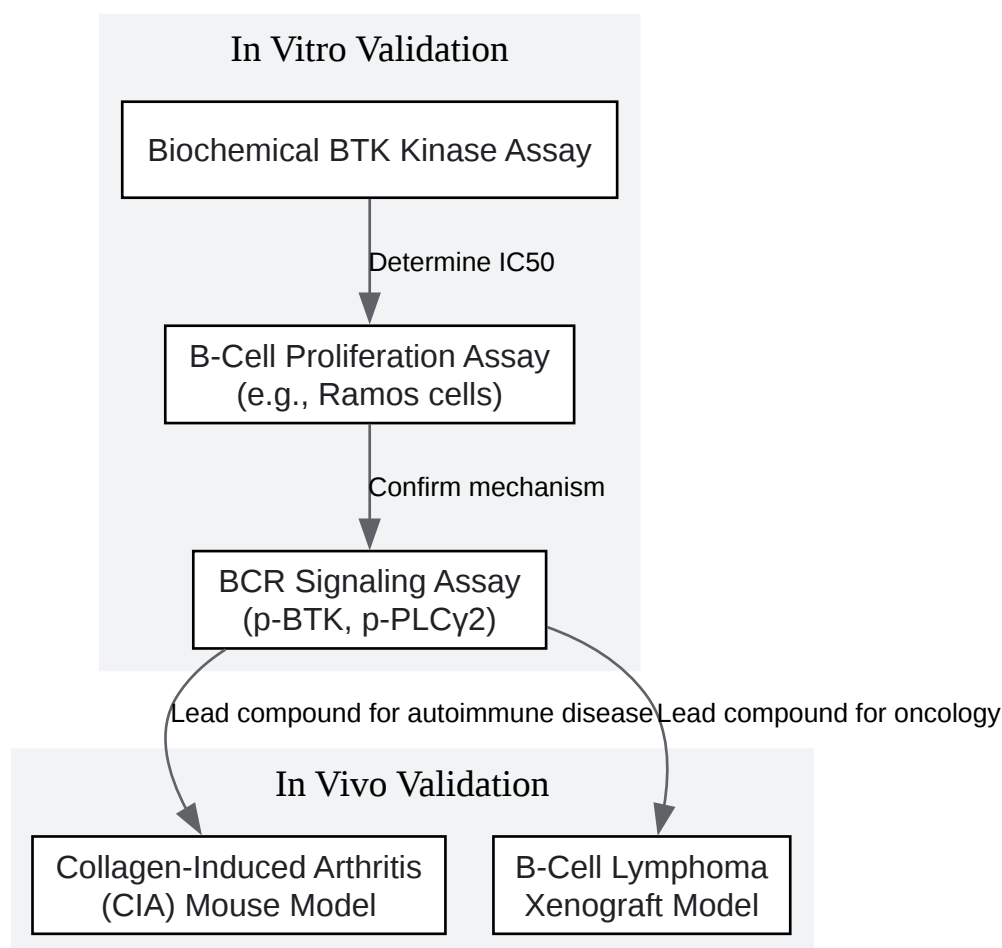 In Vitro Validation
Biochemical BTK Kinase Assay
Determine IC50
B-Cell Proliferation Assay
(e.g., Ramos cells)
Confirm mechanism
BCR Signaling Assay
(p-BTK, p-PLCγ2)
Lead compound for autoimmune disease
Lead compound for oncology
In Vivo Validation
Collagen-Induced Arthritis
(CIA) Mouse Model
B-Cell Lymphoma
Xenograft Model